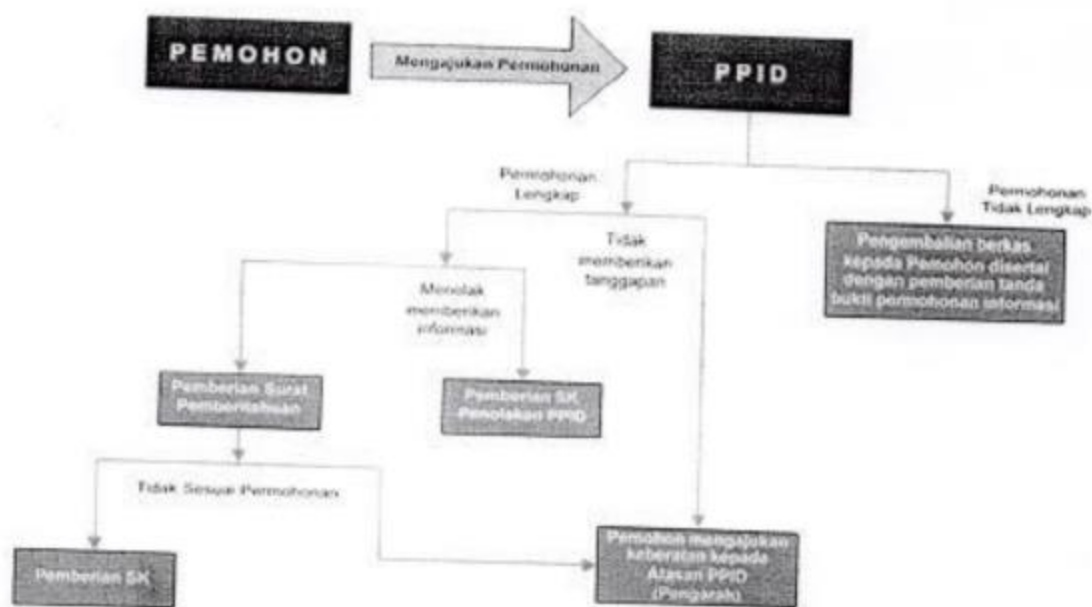 PEMOHON
Mengajukan Permohonan
PPID
Permohonan
Lengkap
Permohonan
Tidak Lengkap
Tidak
memberikan
tanggapan
Pengembalian berkas
kepada Pemohon disertai
dengan pemberian tanda
bukti permohonan informasi
Menolak
memberikan
informasi
Pemberian Surat
Pemberitahuan
Pemberian SK
Penolakan PPID
Tidak Sesuai Permohonan
Pemberian SK
Pemohon mengajukan
keberatan kepada
Atasan PPID
(Pengarah)